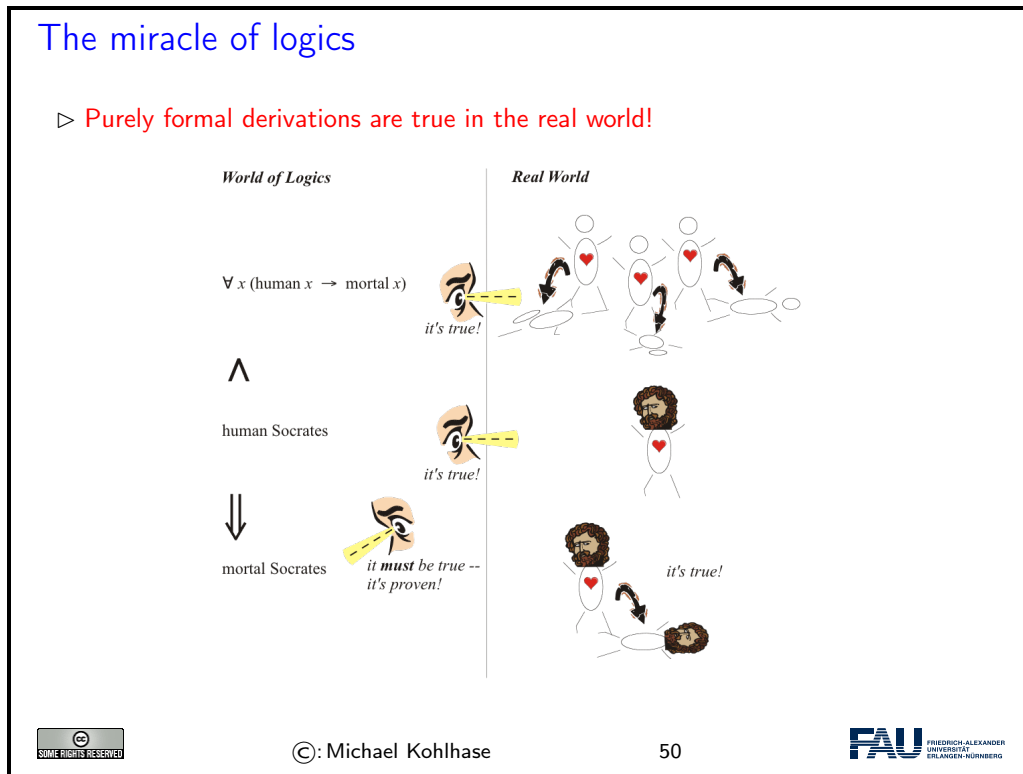 The miracle of logics
▷ Purely formal derivations are true in the real world!
World of Logics
Real World
∀ x (human x → mortal x)
it's true!
∧
human Socrates
it's true!
⇓
mortal Socrates
it must be true --
it's proven!
it's true!
cc
SOME RIGHTS RESERVED
©: Michael Kohlhase
50
FAU
FRIEDRICH-ALEXANDER
UNIVERSITÄT
ERLANGEN-NÜRNBERG